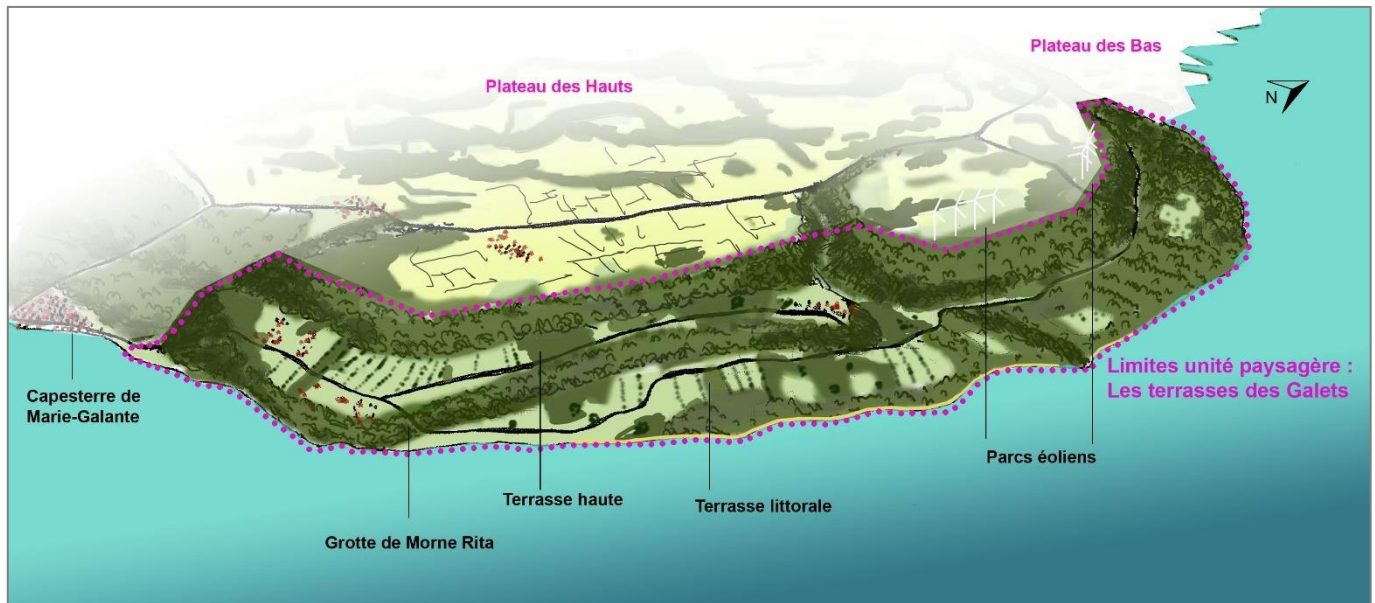 Plateau des Bas
Plateau des Hauts
N
Capesterre de
Marie-Galante
Limites unité paysagère :
Les terrasses des Galets
Parcs éoliens
Terrasse haute
Terrasse littorale
Grotte de Morne Rita